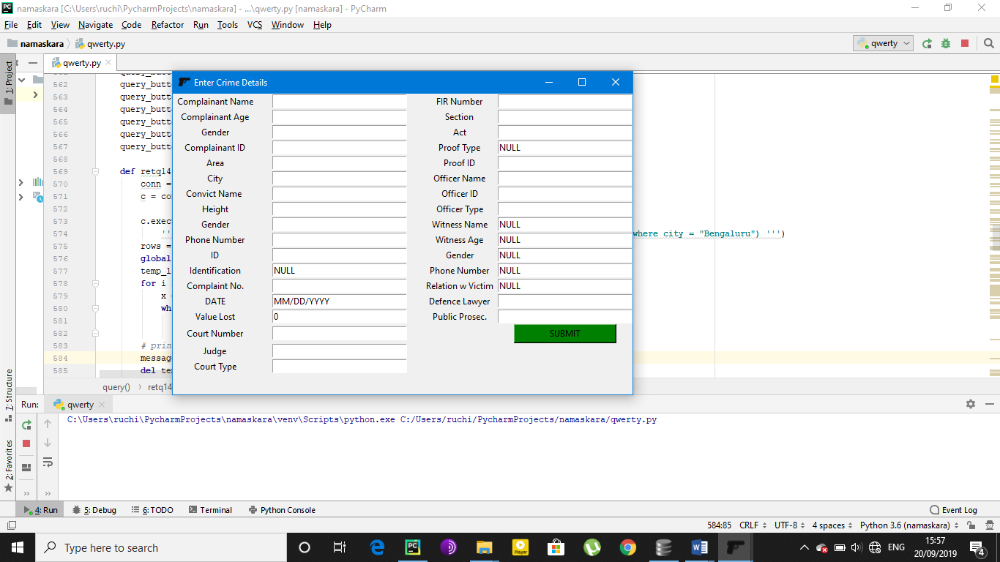 namaskara [C:\Users\ruchi\PycharmProjects\namaskara] - ...\qwerty.py [namaskara] - PyCharm
File Edit View Navigate Code Refactor Run Tools VCS Window Help
namaskara qwerty.py qwerty
1: Project
qwerty.py
Enter Crime Details
562 query_butt
563 query_butt
564 query_butt
565 query_butt
566 query_butt
567 query_butt
568
569 def retq14
570 conn =
571 c = con
572
573 c.exec
574 ''' where city = "Bengaluru") ''')
575 rows =
576 global
577 temp_l
578 for i
579 x =
580 wh
581
582
583 # prin
584 message
585 del te
Complainant Name FIR Number
Complainant Age Section
Gender Act
Complainant ID Proof Type NULL
Area Proof ID
City Officer Name
Convict Name Officer ID
Height Officer Type
Gender Witness Name NULL
Phone Number Witness Age NULL
ID Gender NULL
Identification NULL Phone Number NULL
Complaint No. Relation w Victim NULL
DATE MM/DD/YYYY Defence Lawyer
Value Lost 0 Public Prosec.
Court Number SUBMIT
Judge
Court Type
query() retq14
7: Structure
2: Favorites
Run: qwerty
C:\Users\ruchi\PycharmProjects\namaskara\venv\Scripts\python.exe C:/Users/ruchi/PycharmProjects/namaskara/qwerty.py
4: Run 5: Debug 6: TODO Terminal Python Console Event Log
584:85 CRLF UTF-8 4 spaces Python 3.6 (namaskara)
Type here to search
PC
Player
W
ENG
15:57
20/09/2019
4